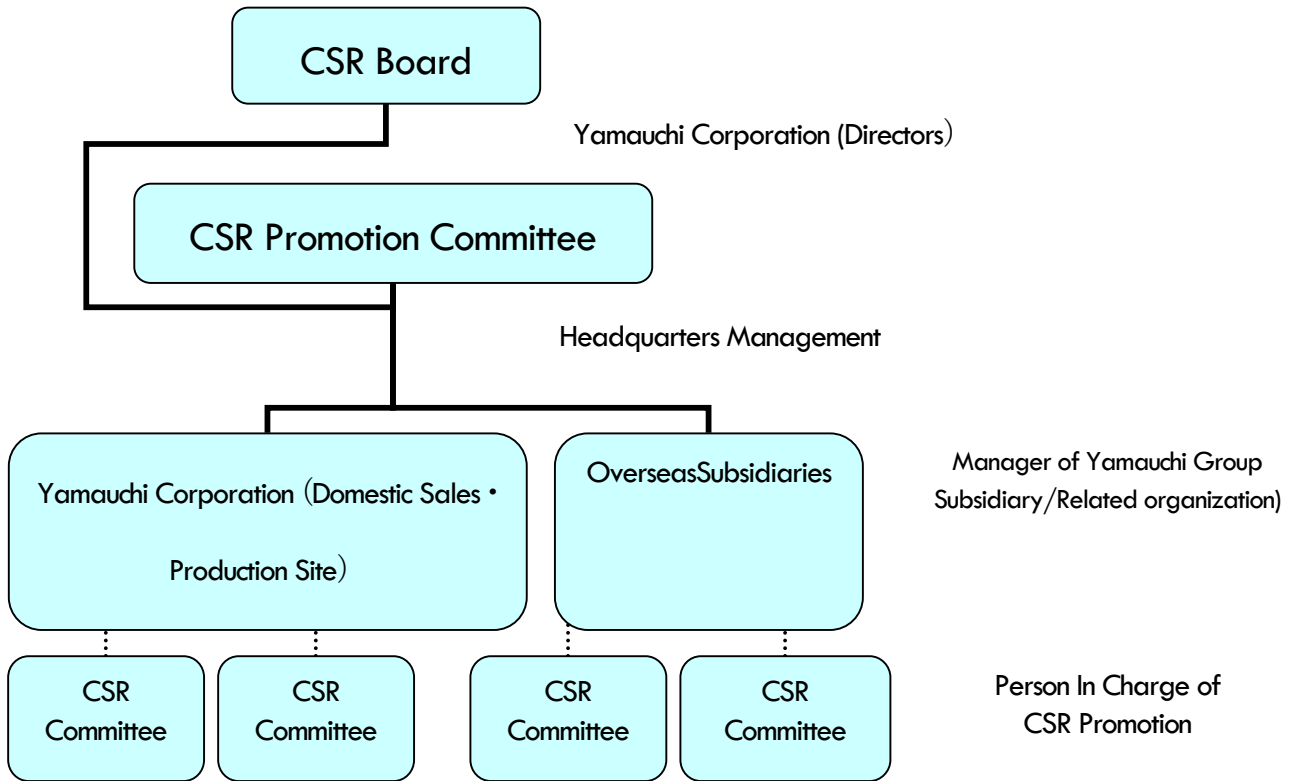 CSR Board
Yamauchi Corporation (Directors）
CSR Promotion Committee
Headquarters Management
Yamauchi Corporation（Domestic Sales・
Production Site）
OverseasSubsidiaries
Manager of Yamauchi Group
Subsidiary/Related organization)
CSR
Committee
CSR
Committee
CSR
Committee
CSR
Committee
Person In Charge of
CSR Promotion